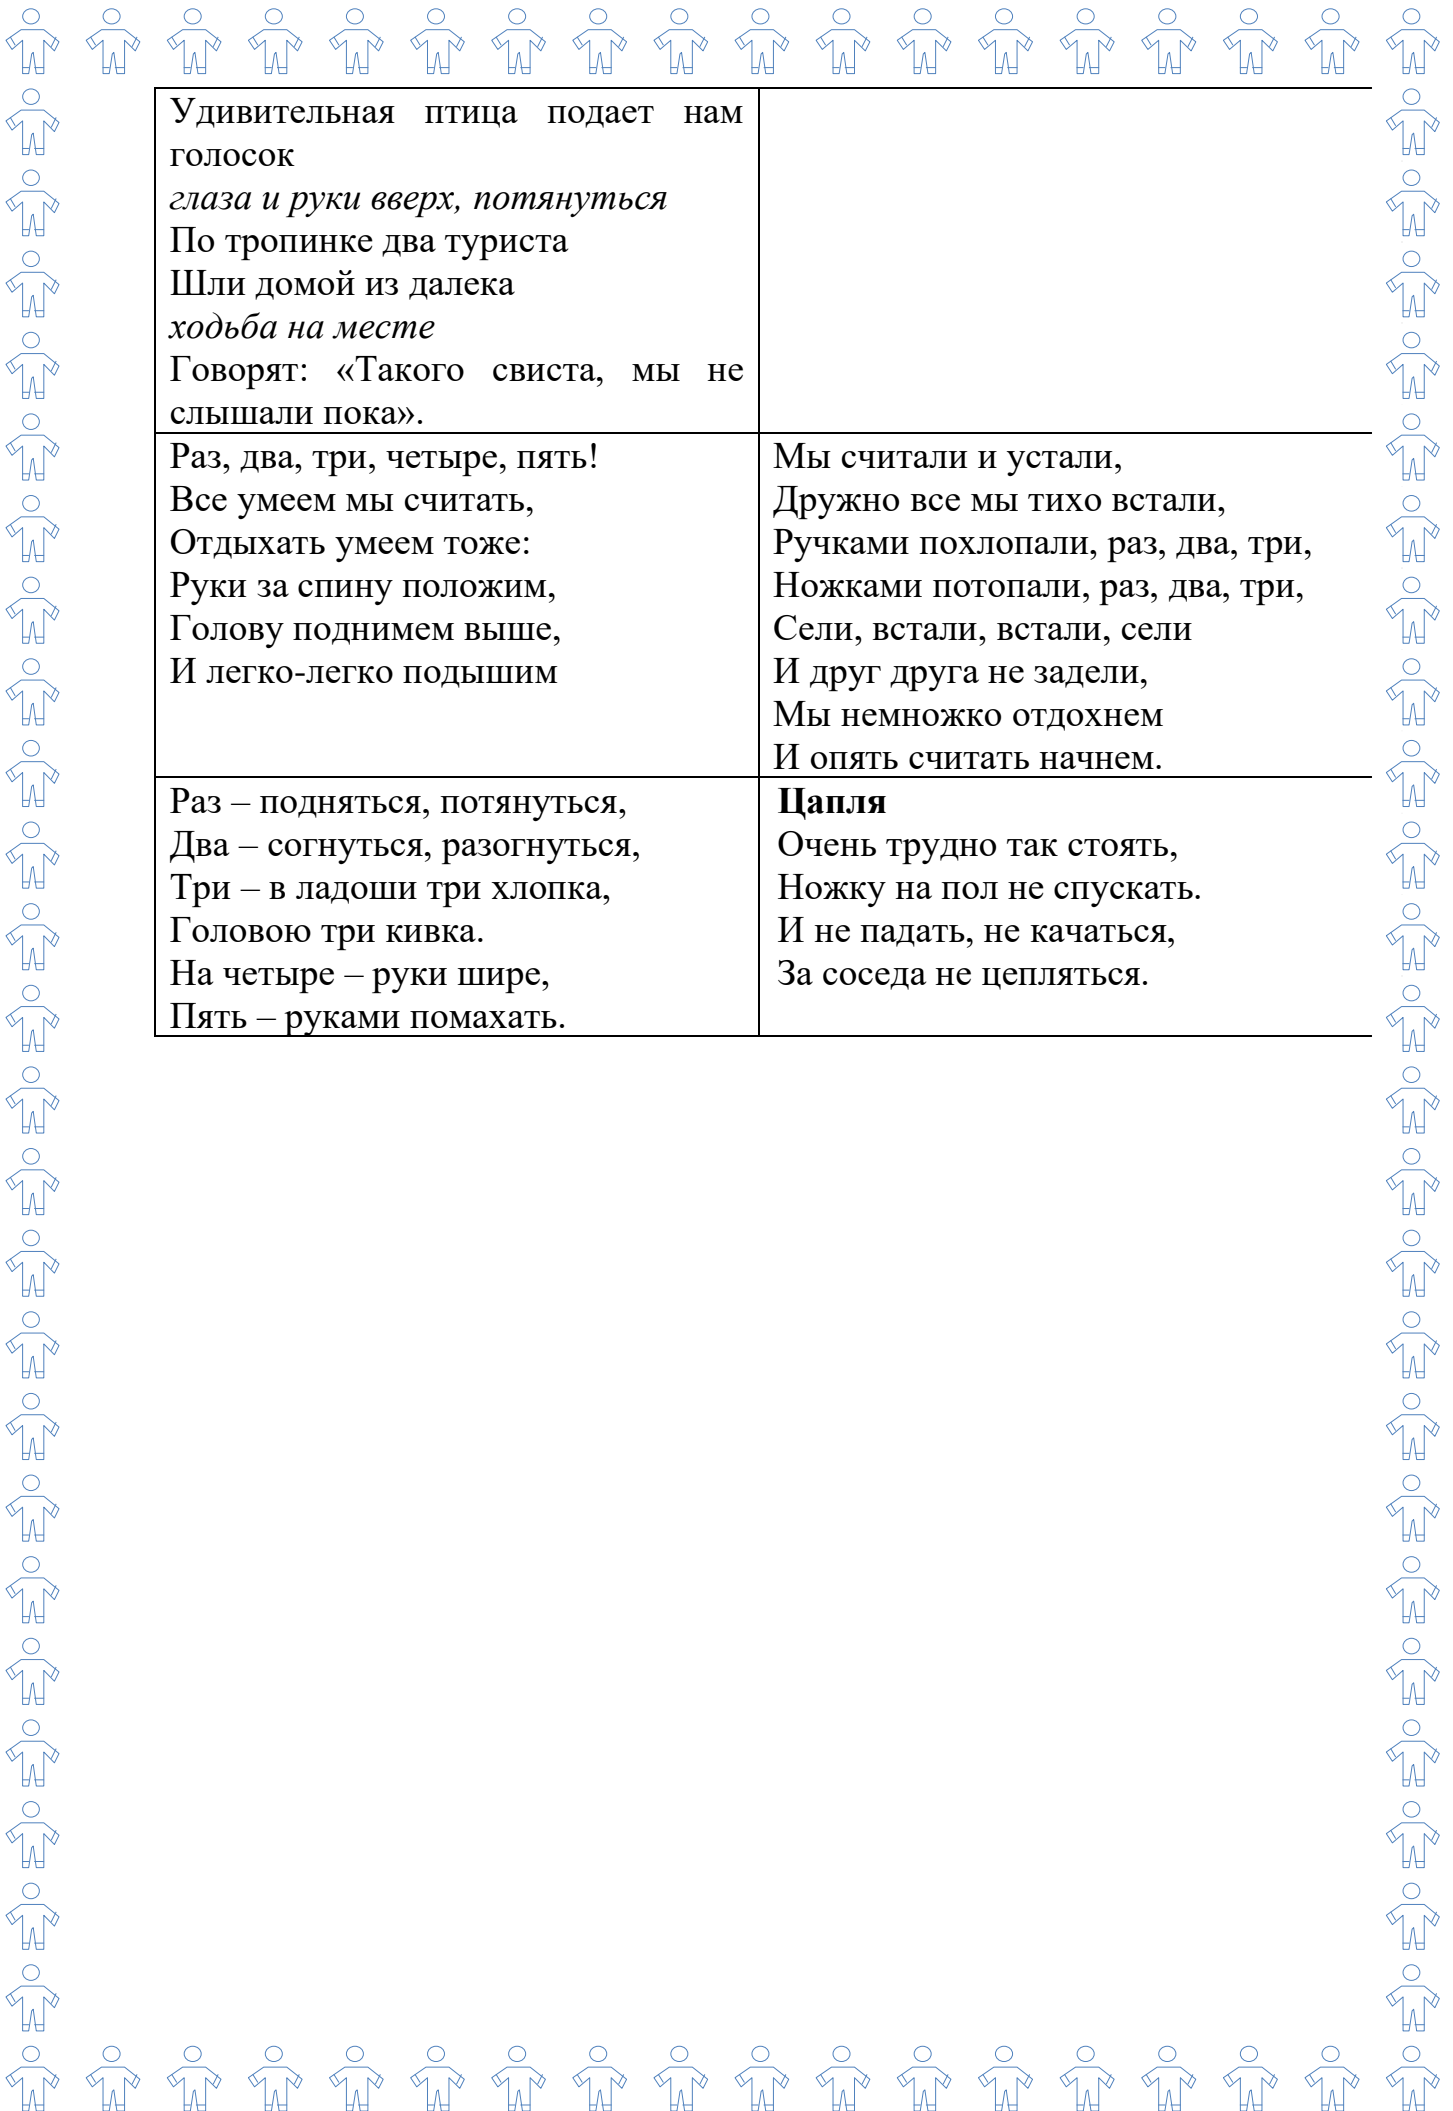 Удивительная птица подает нам
голосок
глаза и руки вверх, потянуться
По тропинке два туриста
Шли домой из далека
ходьба на месте
Говорят: «Такого свиста, мы не
слышали пока».
Раз, два, три, четыре, пять!
Все умеем мы считать,
Отдыхать умеем тоже:
Руки за спину положим,
Голову поднимем выше,
И легко-легко подышим
Мы считали и устали,
Дружно все мы тихо встали,
Ручками похлопали, раз, два, три,
Ножками потопали, раз, два, три,
Сели, встали, встали, сели
И друг друга не задели,
Мы немножко отдохнем
И опять считать начнем.
Раз – подняться, потянуться,
Два – согнуться, разогнуться,
Три – в ладоши три хлопка,
Головою три кивка.
На четыре – руки шире,
Пять – руками помахать.
Цапля
Очень трудно так стоять,
Ножку на пол не спускать.
И не падать, не качаться,
За соседа не цепляться.